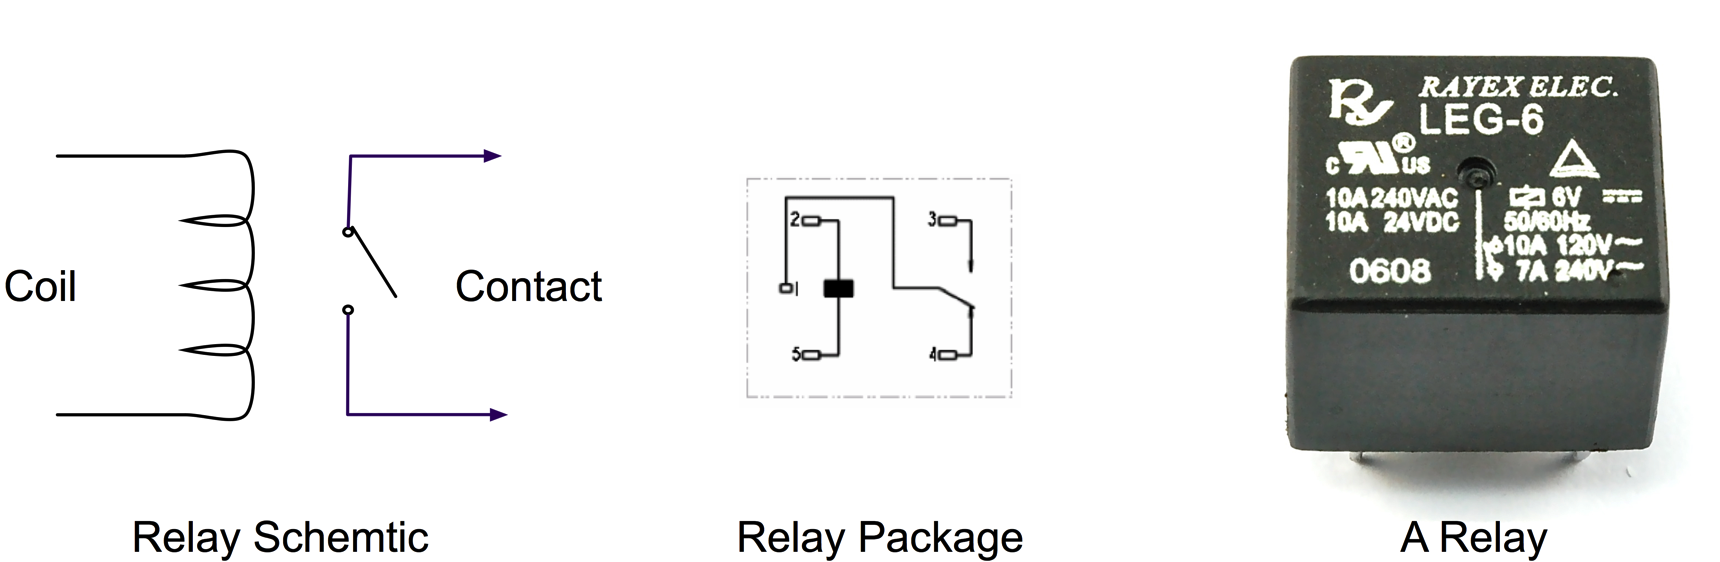 Coil
Contact
Relay Schemtic
2
3
1
5
4
Relay Package
R
RAYEX ELEC.
LEG-6
c RU® US
10A 240VAC
10A 24VDC
6V
50/60Hz
10A 120V~
7A 240V~
0608
A Relay